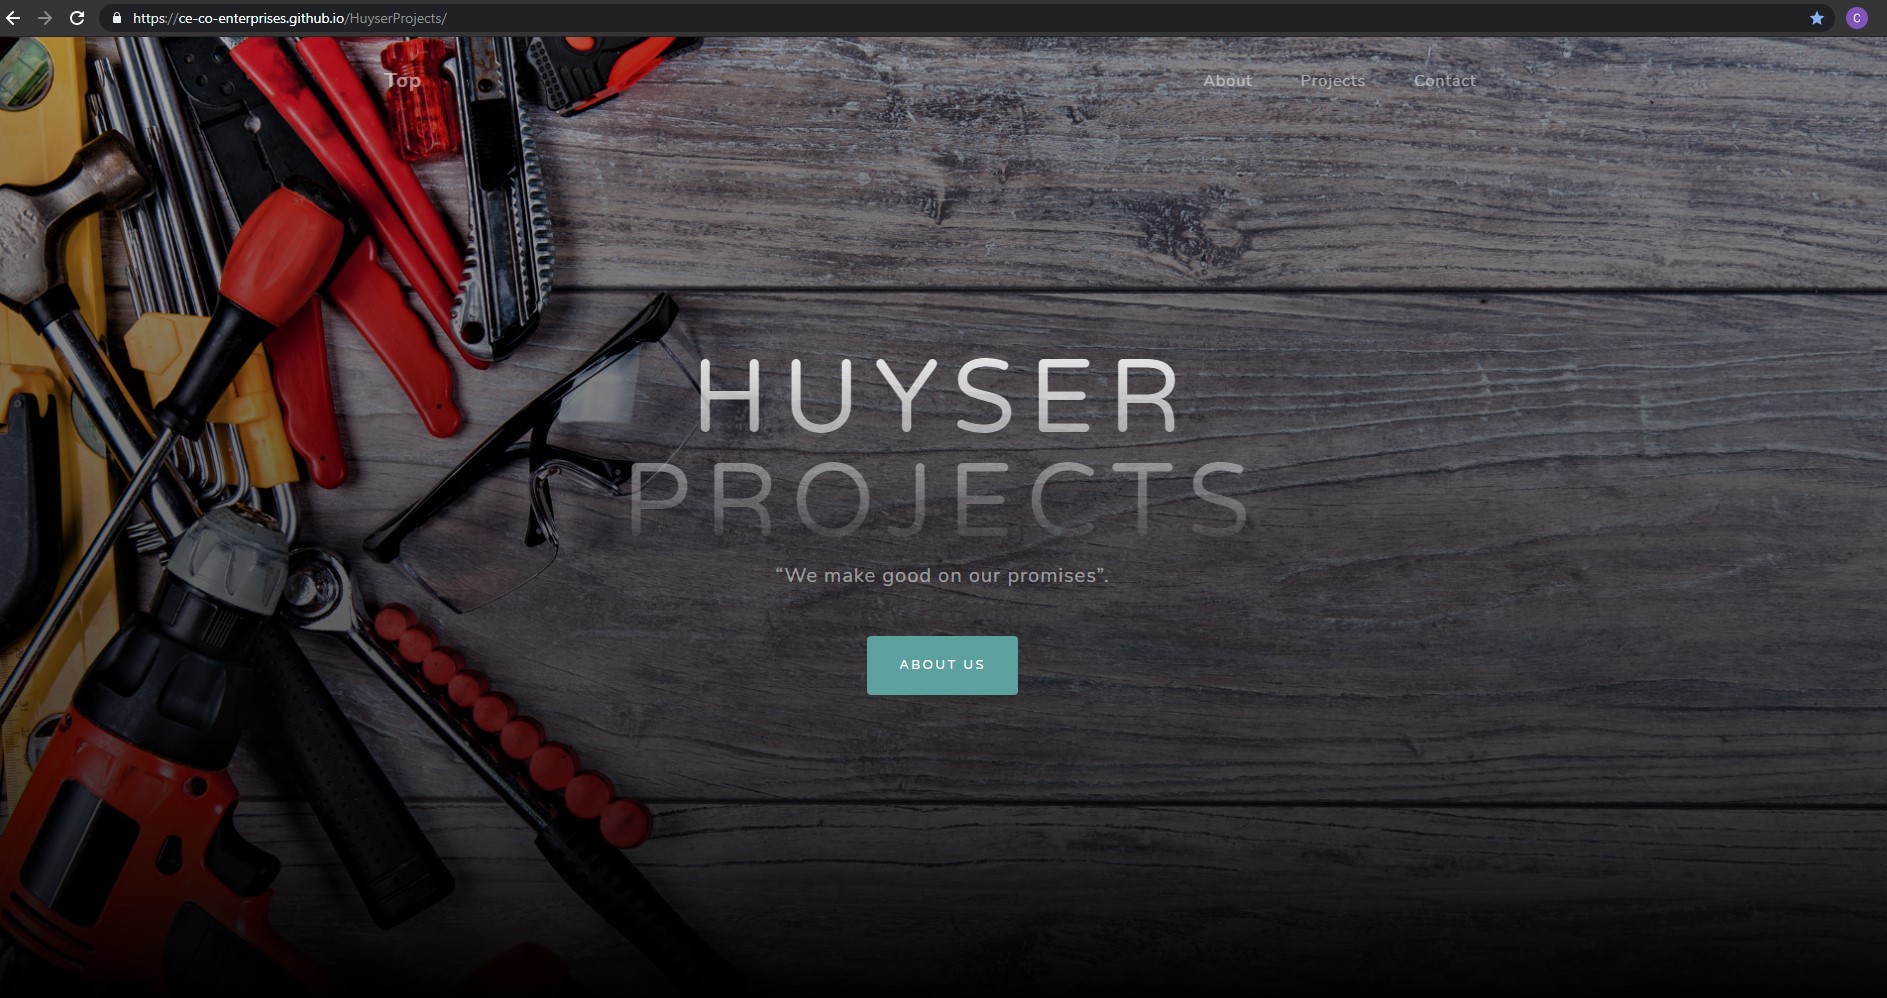 https://ce-co-enterprises.github.io/HuyserProjects/
C
Top
About
Projects
Contact
HUYSER
PROJECTS
“We make good on our promises”.
ABOUT US